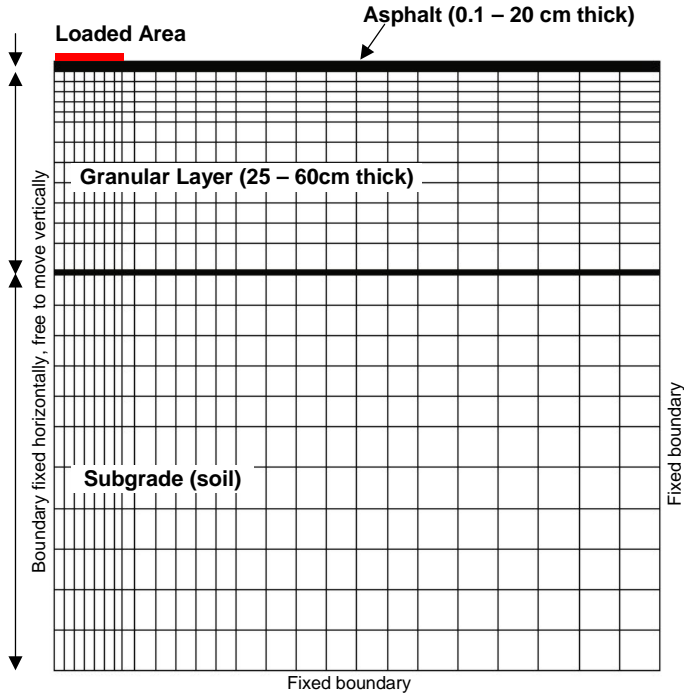 Asphalt (0.1 – 20 cm thick)
Loaded Area
Granular Layer (25 – 60cm thick)
Boundary fixed horizontally, free to move vertically
Fixed boundary
Subgrade (soil)
Fixed boundary